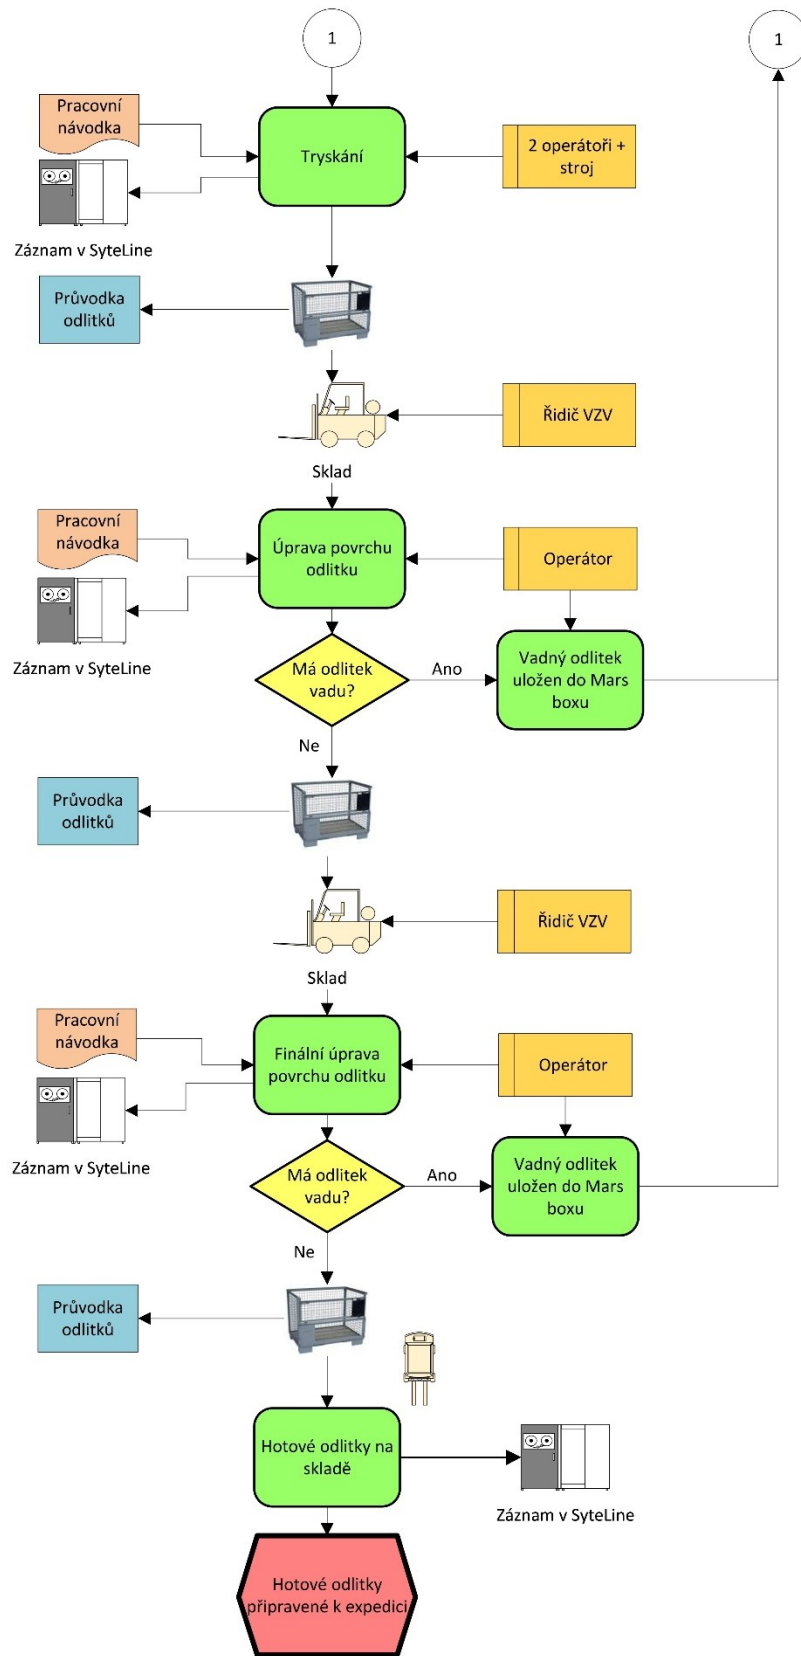 1
1
Pracovní
návodka
Tryskání
2 operátoři +
stroj
Záznam v SyteLine
Průvodka
odlitků
Řidič VZV
Sklad
Pracovní
návodka
Úprava povrchu
odlitku
Operátor
Záznam v SyteLine
Má odlitek
vadu?
Ano
Vadný odlitek
uložen do Mars
boxu
Ne
Průvodka
odlitků
Řidič VZV
Sklad
Pracovní
návodka
Finální úprava
povrchu odlitku
Operátor
Záznam v SyteLine
Má odlitek
vadu?
Ano
Vadný odlitek
uložen do Mars
boxu
Ne
Průvodka
odlitků
Hotové odlitky na
skladě
Záznam v SyteLine
Hotové odlitky
připravené k expedici